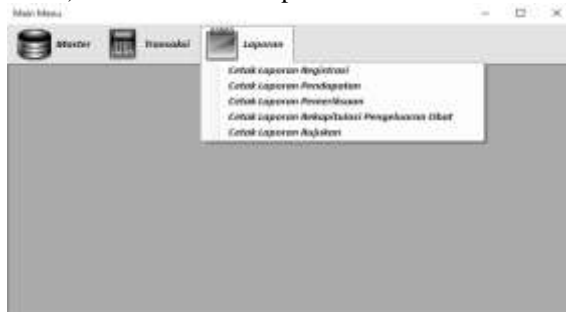 Main Menu
Master Transaksi Laporan
Cetak Laporan Registrasi
Cetak Laporan Pendapatan
Cetak Laporan Pemeriksaan
Cetak Laporan Rekapitulasi Pengeluaran Obat
Cetak Laporan Rujukan